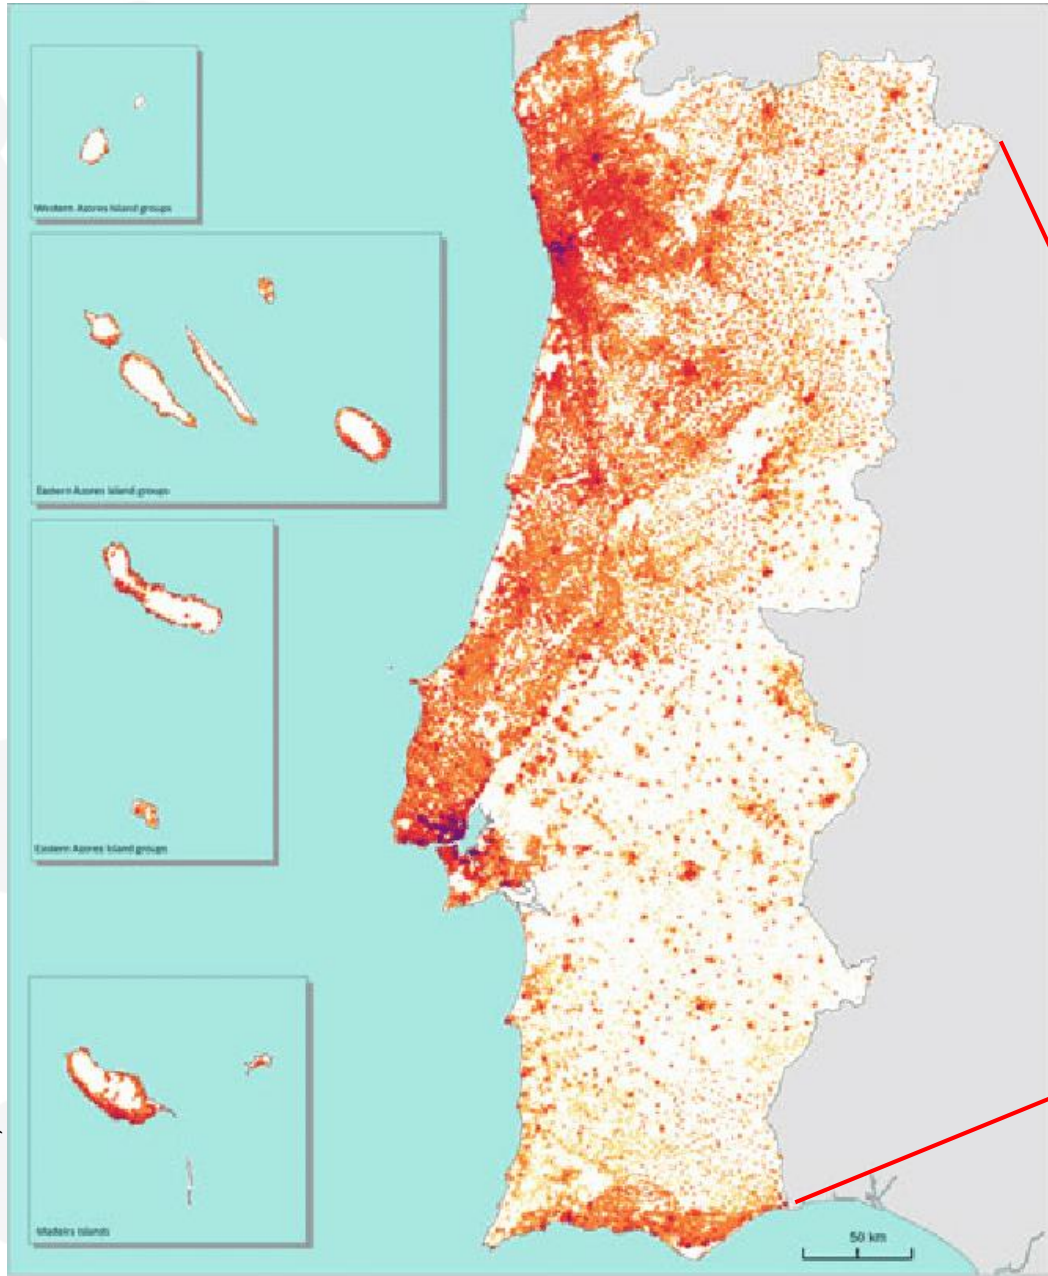 Western Azores Island groups
Eastern Azores Island groups
Eastern Azores Island groups
Madeira Islands
50 km